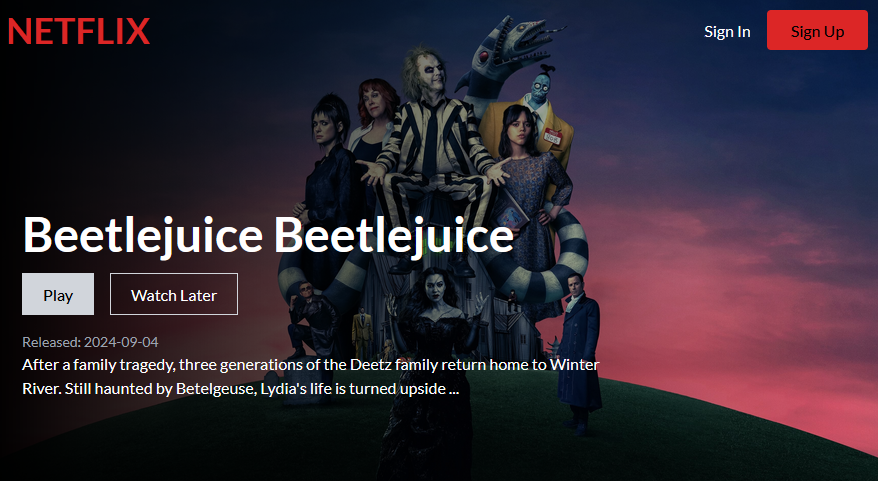 NETFLIX
Sign In
Sign Up
Beetlejuice Beetlejuice
Play
Watch Later
Released: 2024-09-04
After a family tragedy, three generations of the Deetz family return home to Winter
River. Still haunted by Betelgeuse, Lydia's life is turned upside ...